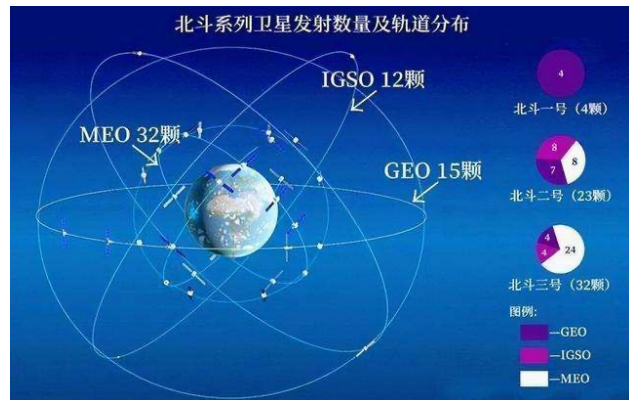 北斗系列卫星发射数量及轨道分布
IGSO 12颗
MEO 32颗
GEO 15颗
4
北斗一号（4颗）
8
8
7
北斗二号（23颗）
4
24
4
北斗三号（32颗）
图例:
—GEO
—IGSO
—MEO